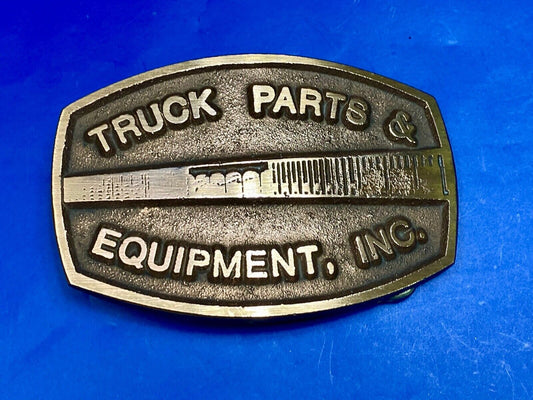 TRUCK PARTS &
EQUIPMENT, INC.